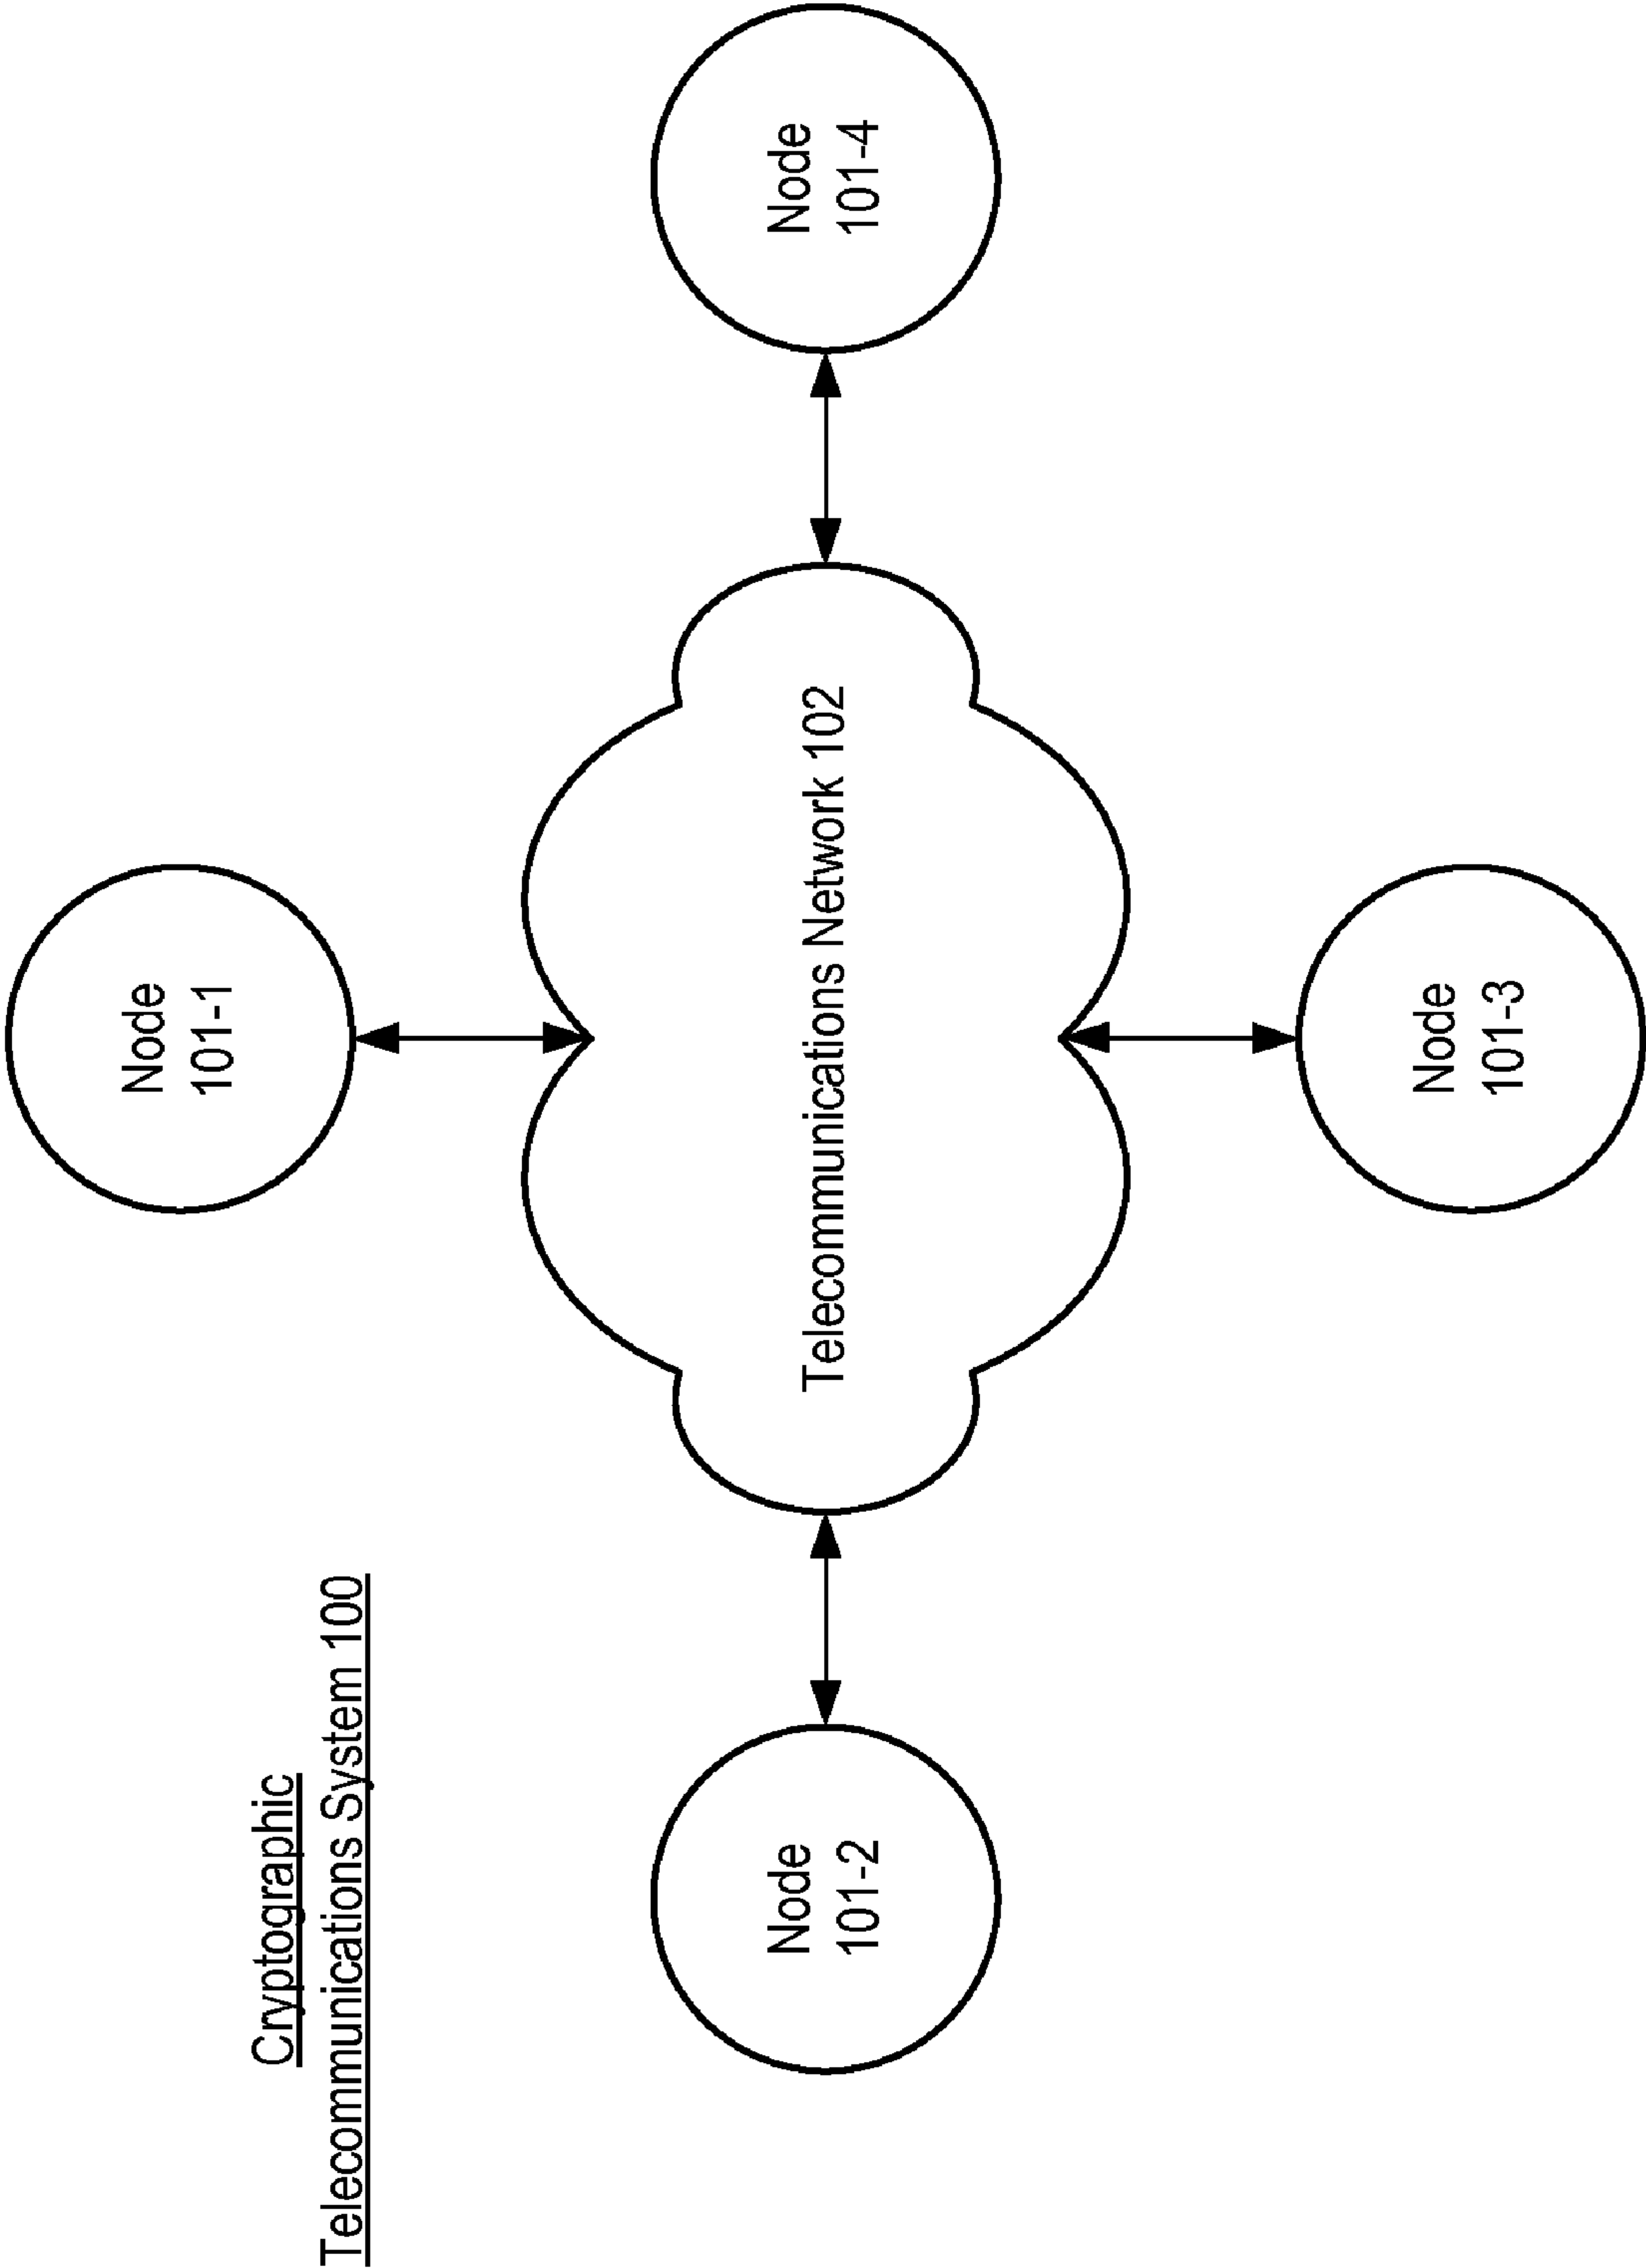 Cryptographic
Telecommunications System 100
Node
101-1
Node
101-2
Telecommunications Network 102
Node
101-4
Node
101-3